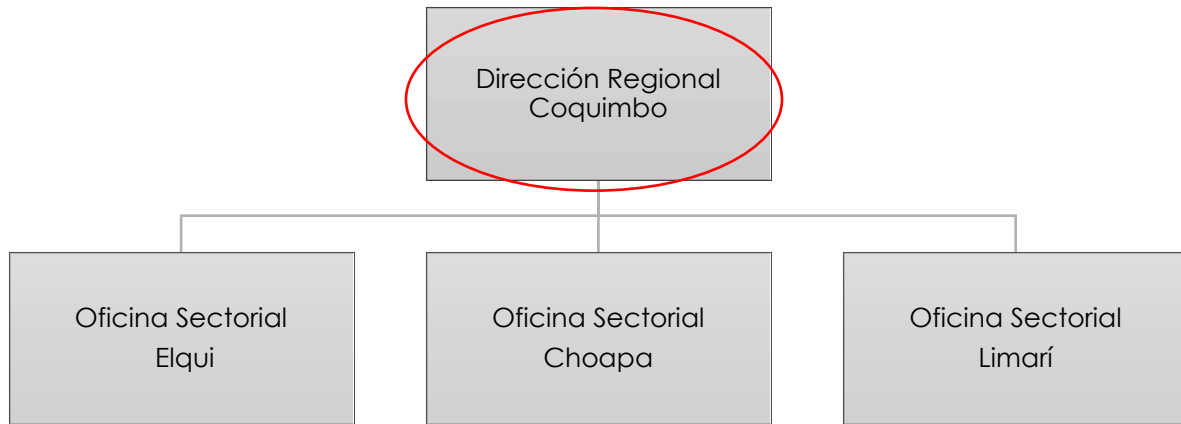 Dirección Regional
Coquimbo
Oficina Sectorial
Elqui
Oficina Sectorial
Choapa
Oficina Sectorial
Limarí